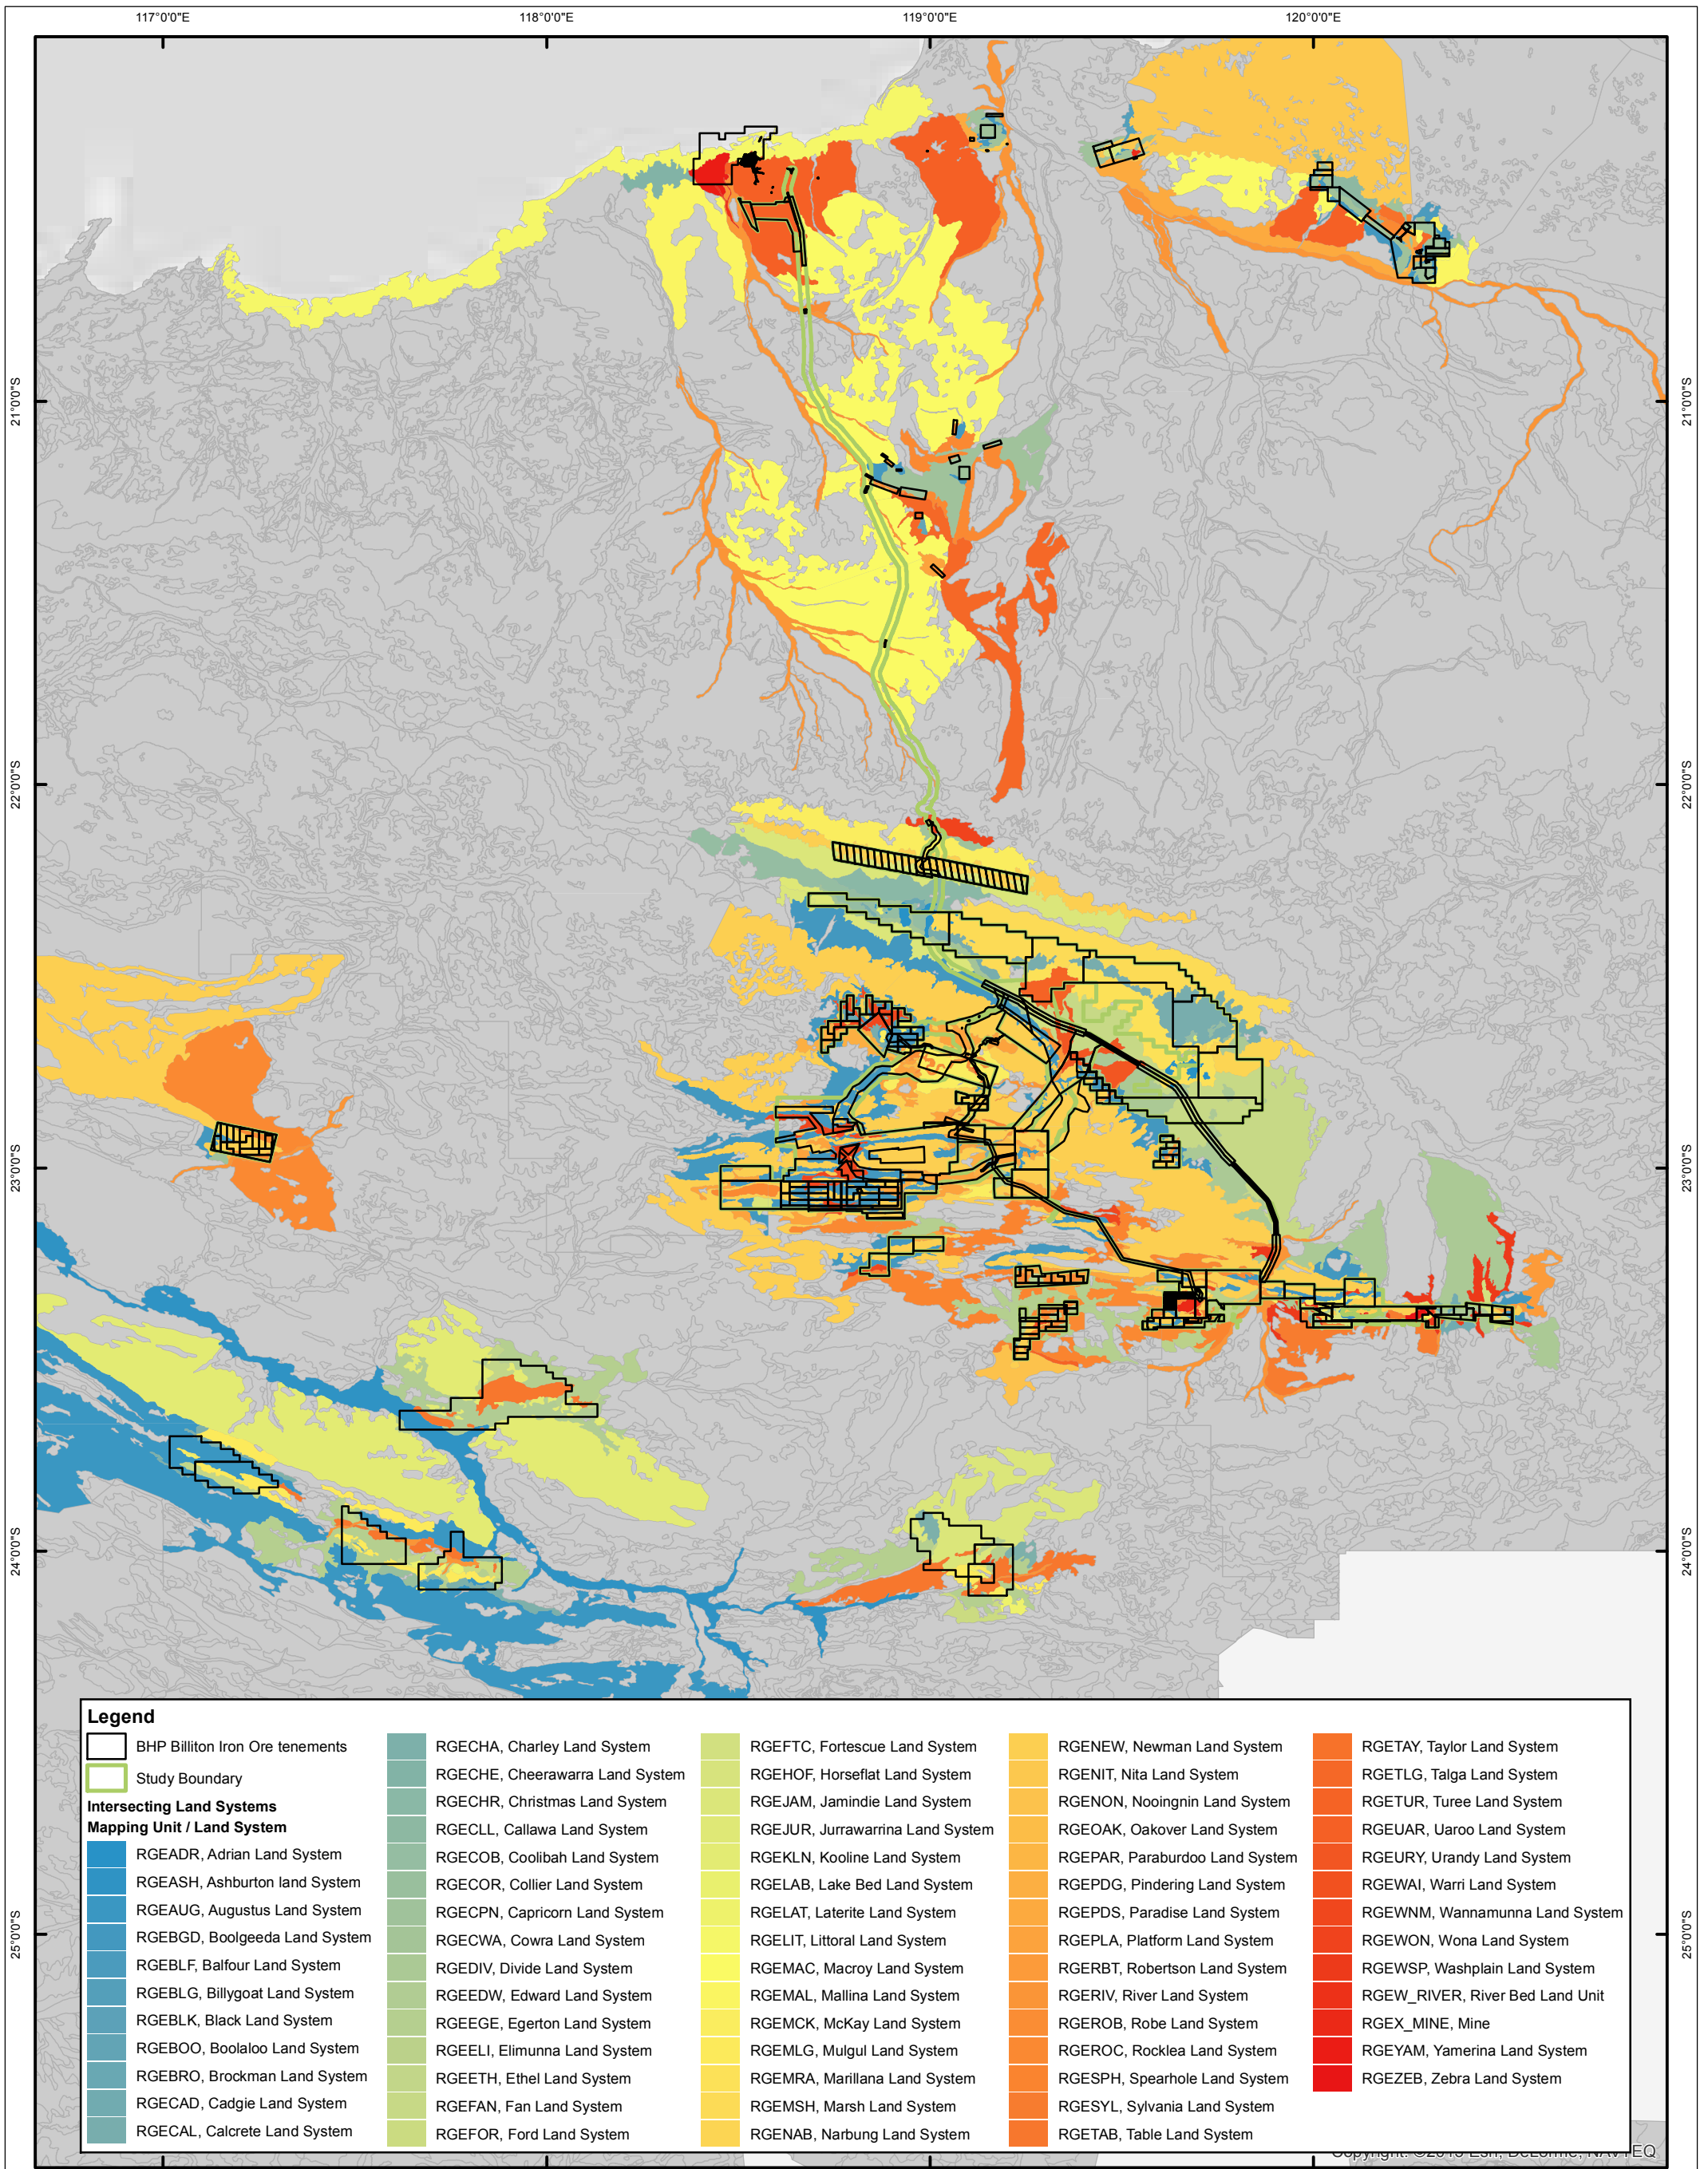 117°0'0"E
118°0'0"E
119°0'0"E
120°0'0"E
21°0'0"S
21°0'0"S
22°0'0"S
22°0'0"S
23°0'0"S
23°0'0"S
24°0'0"S
24°0'0"S
25°0'0"S
25°0'0"S
Legend
BHP Billiton Iron Ore tenements
Study Boundary
Intersecting Land Systems
Mapping Unit / Land System
RGEADR, Adrian Land System
RGEASH, Ashburton land System
RGEAUG, Augustus Land System
RGEBGD, Boolgeeda Land System
RGEBLF, Balfour Land System
RGEBLG, Billygoat Land System
RGEBLK, Black Land System
RGEBOO, Boolaloo Land System
RGEBRO, Brockman Land System
RGECAD, Cadgie Land System
RGECAL, Calcrete Land System
RGECHA, Charley Land System
RGECHE, Cheerawarra Land System
RGECHR, Christmas Land System
RGECLL, Callawa Land System
RGECOB, Coolibah Land System
RGECOR, Collier Land System
RGECPN, Capricorn Land System
RGECWA, Cowra Land System
RGEDIV, Divide Land System
RGEEDW, Edward Land System
RGEEGE, Egerton Land System
RGEELI, Elimunna Land System
RGEETH, Ethel Land System
RGEFAN, Fan Land System
RGEFOR, Ford Land System
RGEFTC, Fortescue Land System
RGEHOF, Horseflat Land System
RGEJAM, Jamindie Land System
RGEJUR, Jurrawarrina Land System
RGEKLN, Kooline Land System
RGELAB, Lake Bed Land System
RGELAT, Laterite Land System
RGELIT, Littoral Land System
RGEMAC, Macroy Land System
RGEMAL, Mallina Land System
RGEMCK, McKay Land System
RGEMLG, Mulgul Land System
RGEMRA, Marillana Land System
RGEMSH, Marsh Land System
RGENAB, Narbung Land System
RGENEW, Newman Land System
RGENIT, Nita Land System
RGENON, Nooingnin Land System
RGEOAK, Oakover Land System
RGEPAR, Paraburdoo Land System
RGEPDG, Pindering Land System
RGEPDS, Paradise Land System
RGEPLA, Platform Land System
RGERBT, Robertson Land System
RGERIV, River Land System
RGEROB, Robe Land System
RGEROC, Rocklea Land System
RGESPH, Spearhole Land System
RGESYL, Sylvania Land System
RGETAB, Table Land System
RGETAY, Taylor Land System
RGETLG, Talga Land System
RGETUR, Turee Land System
RGEUAR, Uaroo Land System
RGEURY, Urandy Land System
RGEWAI, Warri Land System
RGEWNM, Wannamunna Land System
RGEWON, Wona Land System
RGEWSP, Washplain Land System
RGEW_RIVER, River Bed Land Unit
RGEX_MINE, Mine
RGEYAM, Yamerina Land System
RGEZEB, Zebra Land System